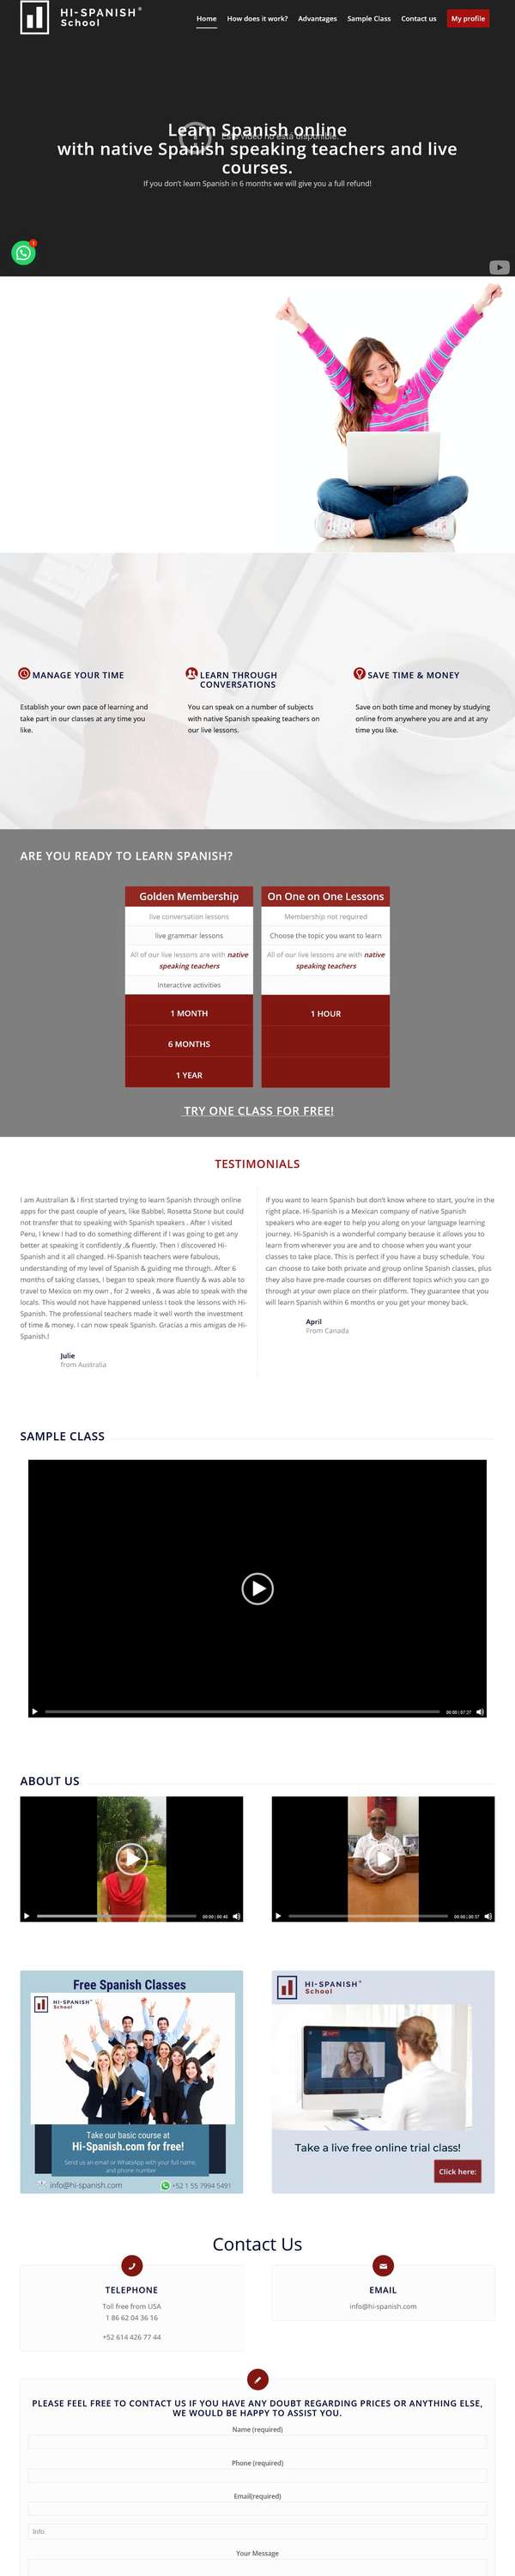 HI-SPANISH®
School
Home How does it work? Advantages Sample Class Contact us My profile
Este video no está disponible.
Learn Spanish online
with native Spanish speaking teachers and live
courses.
If you don't learn Spanish in 6 months we will give you a full refund!
1
MANAGE YOUR TIME
Establish your own pace of learning and
take part in our classes at any time you
like.
LEARN THROUGH
CONVERSATIONS
You can speak on a number of subjects
with native Spanish speaking teachers on
our live lessons.
SAVE TIME & MONEY
Save on both time and money by studying
online from anywhere you are and at any
time you like.
ARE YOU READY TO LEARN SPANISH?
Golden Membership
live conversation lessons
live grammar lessons
All of our live lessons are with native
speaking teachers
Interactive activities
1 MONTH
6 MONTHS
1 YEAR
On One on One Lessons
Membership not required
Choose the topic you want to learn
All of our live lessons are with native
speaking teachers
1 HOUR
TRY ONE CLASS FOR FREE!
TESTIMONIALS
I am Australian & I first started trying to learn Spanish through online
apps for the past couple of years, like Babbel, Rosetta Stone but could
not transfer that to speaking with Spanish speakers . After I visited
Peru, I knew I had to do something different if I was going to get any
better at speaking it confidently ,& fluently. Then I discovered Hi-
Spanish and it all changed. Hi-Spanish teachers were fabulous,
understanding of my level of Spanish & guiding me through. After 6
months of taking classes, I began to speak more fluently & was able to
travel to Mexico on my own , for 2 weeks , & was able to speak with the
locals. This would not have happened unless I took the lessons with Hi-
Spanish. The professional teachers made it well worth the investment
of time & money. I can now speak Spanish. Gracias a mis amigas de Hi-
Spanish.!
Julie
from Australia
If you want to learn Spanish but don't know where to start, you're in the
right place. Hi-Spanish is a Mexican company of native Spanish
speakers who are eager to help you along on your language learning
journey. Hi-Spanish is a wonderful company because it allows you to
learn from wherever you are and to choose when you want your
classes to take place. This is perfect if you have a busy schedule. You
can choose to take both private and group online Spanish classes, plus
they also have pre-made courses on different topics which you can go
through at your own place on their platform. They guarantee that you
will learn Spanish within 6 months or you get your money back.
April
From Canada
SAMPLE CLASS
00:00 | 07:27
ABOUT US
00:00 | 00:40
00:00 | 00:37
Free Spanish Classes
HI-SPANISH®
School
Take our basic course at
Hi-Spanish.com for free!
Send us an email or WhatsApp with your full name,
and phone number
info@hi-spanish.com
+52 1 55 7994 5491
HI-SPANISH®
School
Take a live free online trial class!
Click here:
Contact Us
TELEPHONE
Toll free from USA
1 86 62 04 36 16
+52 614 426 77 44
EMAIL
info@hi-spanish.com
PLEASE FEEL FREE TO CONTACT US IF YOU HAVE ANY DOUBT REGARDING PRICES OR ANYTHING ELSE,
WE WOULD BE HAPPY TO ASSIST YOU.
Name (required)
Phone (required)
Email(required)
Info
Your Message